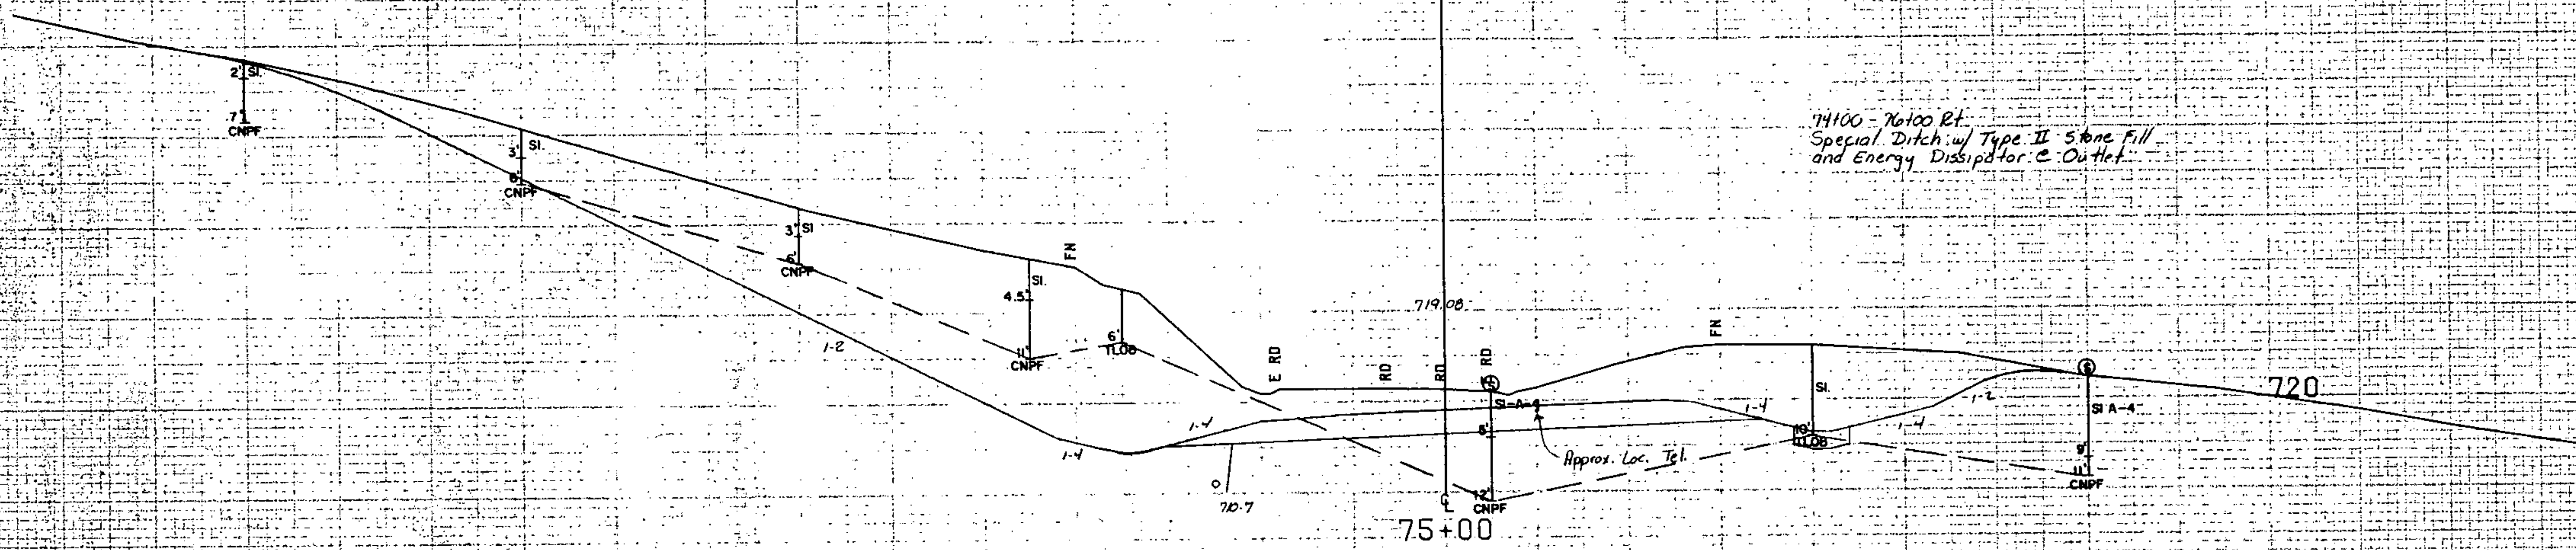 2' SI.
7'
CNPF
SI.
3'
6'
CNPF
3' SI
6'
CNPF
FN
SI.
4.5'
11'
CNPF
6'
TLOB
1-2
1-4
1-4
E RD
RD
RD
RD
719.08
710.7
75+00
S
SI-A-4
12'
CNPF
Approx. Loc. Tel.
FN
SI.
10'
TLOB
1-4
1-4
1-2
S
SI A-4
9'
11'
CNPF
720
74+00 - 76+00 Rt.
Special Ditch w/ Type II Stone Fill
and Energy Dissipator @ Outlet